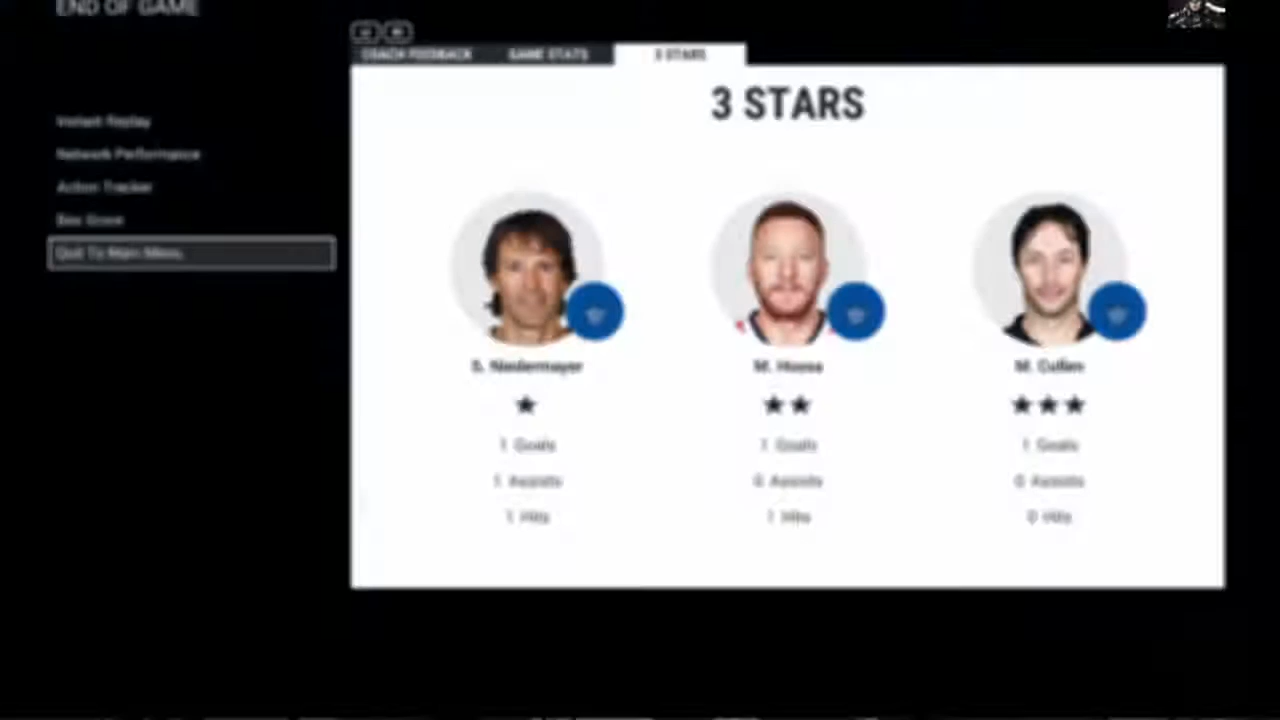 END OF GAME
COACH FEEDBACK GAME STATS 3 STARS
3 STARS
Instant Replay
Network Performance
Action Tracker
Box Score
Quit To Main Menu
S. Niedermayer M. Hossa M. Cullen
1 Goals 1 Goals 1 Goals
1 Assists 0 Assists 0 Assists
1 Hits 1 Hits 0 Hits